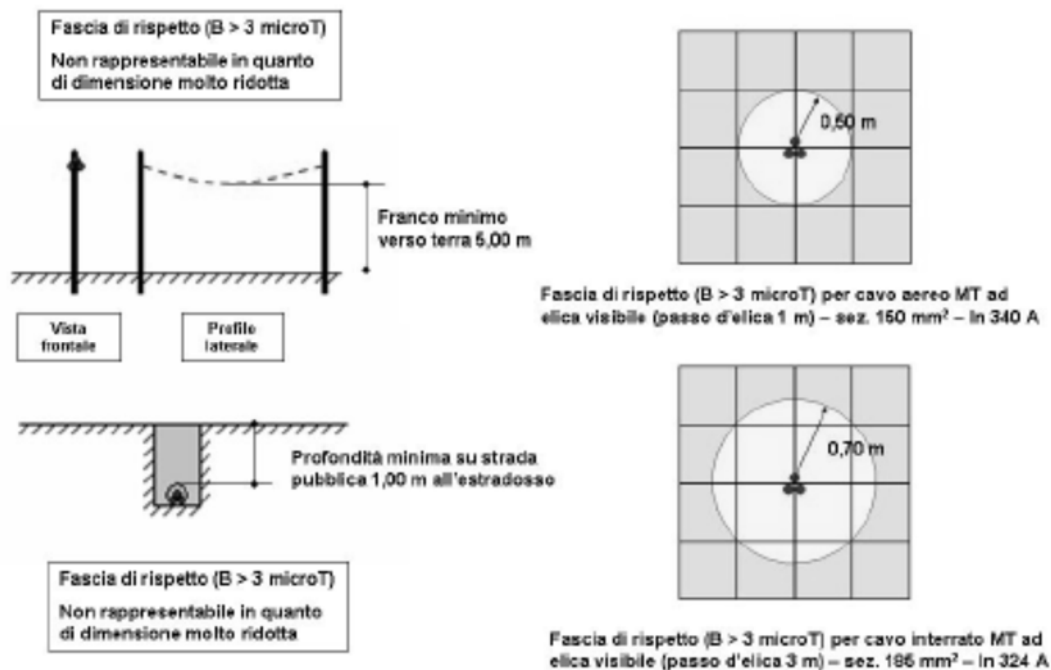 Fascia di rispetto (B > 3 microT)
Non rappresentabile in quanto
di dimensione molto ridotta
Franco minimo
verso terra 5,00 m
Vista
frontale
Profilo
laterale
Profondità minima su strada
pubblica 1,00 m all'estradosso
Fascia di rispetto (B > 3 microT)
Non rappresentabile in quanto
di dimensione molto ridotta
0,50 m
Fascia di rispetto (B > 3 microT) per cavo aereo MT ad
elica visibile (passo d'elica 1 m) – sez. 150 mm² – In 340 A
0,70 m
Fascia di rispetto (B > 3 microT) per cavo interrato MT ad
elica visibile (passo d'elica 3 m) – sez. 185 mm² – In 324 A